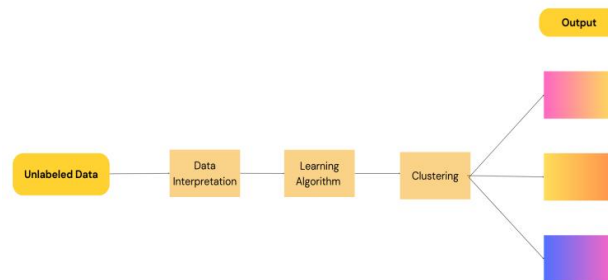 Output
Unlabeled Data
Data
Interpretation
Learning
Algorithm
Clustering